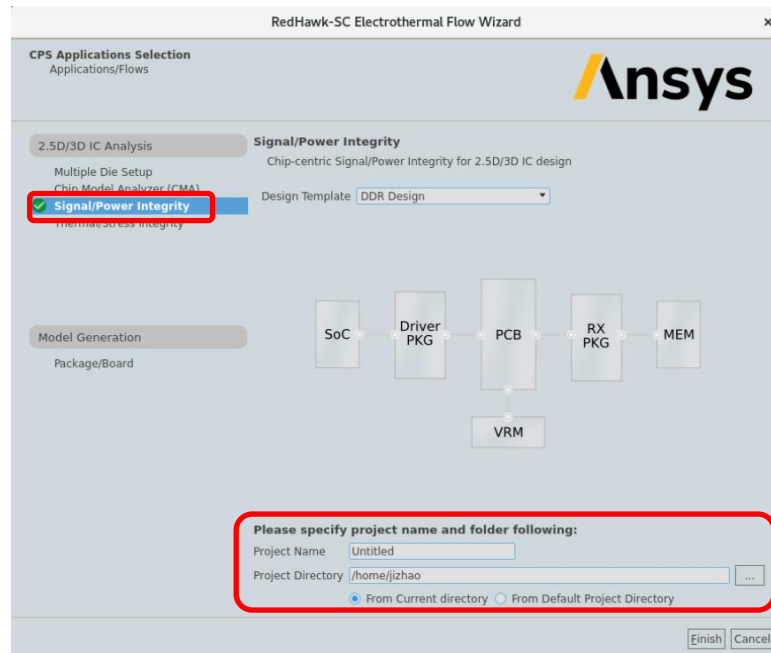 RedHawk-SC Electrothermal Flow Wizard ×
CPS Applications Selection
Applications/Flows
Ansys
2.5D/3D IC Analysis
Multiple Die Setup
Chip Model Analyzer (CMA)
Signal/Power Integrity
Thermal/Stress Integrity
Model Generation
Package/Board
Signal/Power Integrity
Chip-centric Signal/Power Integrity for 2.5D/3D IC design
Design Template DDR Design
SoC
Driver
PKG
PCB
RX
PKG
MEM
VRM
Please specify project name and folder following:
Project Name Untitled
Project Directory /home/jizhao ...
From Current directory From Default Project Directory
Finish Cancel